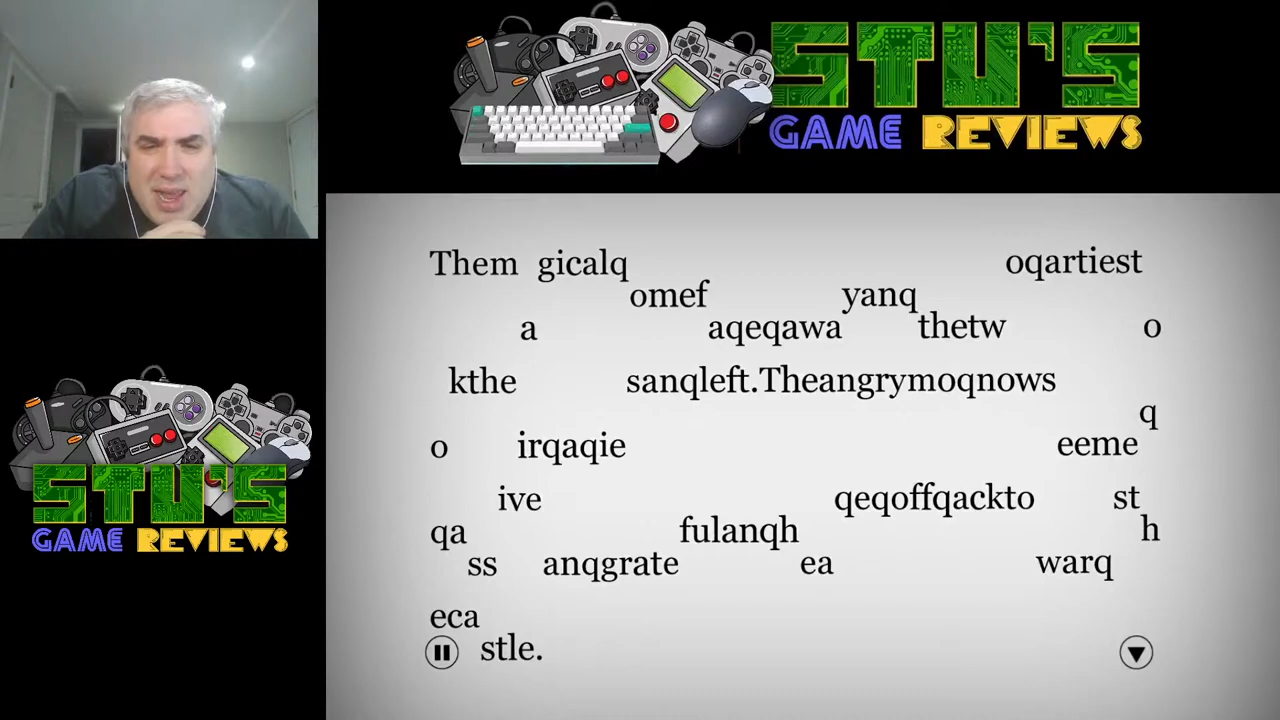 STU'S
GAME REVIEWS
Them gicalq oqartiest
omef yanq
a aqeqawa thetw o
kthe sanqleft.Theangrymoqnows
q
o irqaqie eeme
ive qeqoffqackto st
qa fulanqh h
ss anqgrate ea warq
eca
stle.
STU'S
GAME REVIEWS